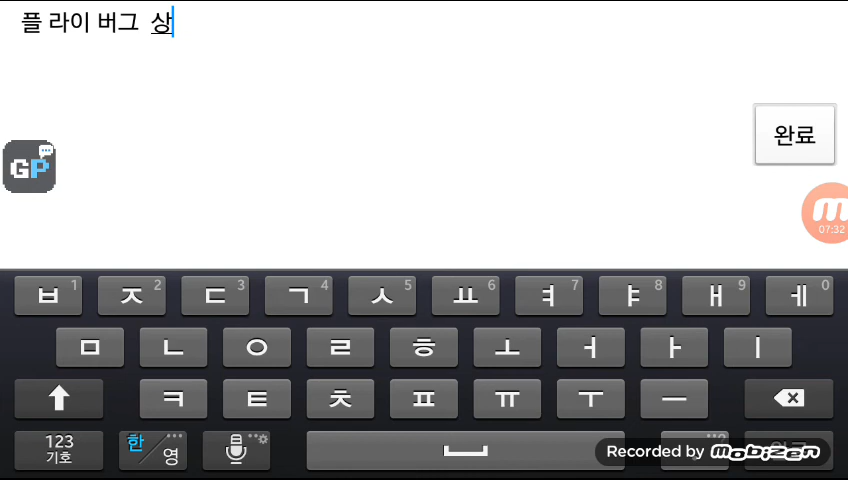 플 라이 버그 상
완료
GP
07:32
ㅂ 1 ㅈ 2 ㄷ 3 ㄱ 4 ㅅ 5 ㅛ 6 ㅕ 7 ㅑ 8 ㅐ 9 ㅔ 0
ㅁ ㄴ ㅇ ㄹ ㅎ ㅗ ㅓ ㅏ ㅣ
ㅋ ㅌ ㅊ ㅍ ㅠ ㅜ ㅡ
123 기호 한/영 Recorded by mobizen